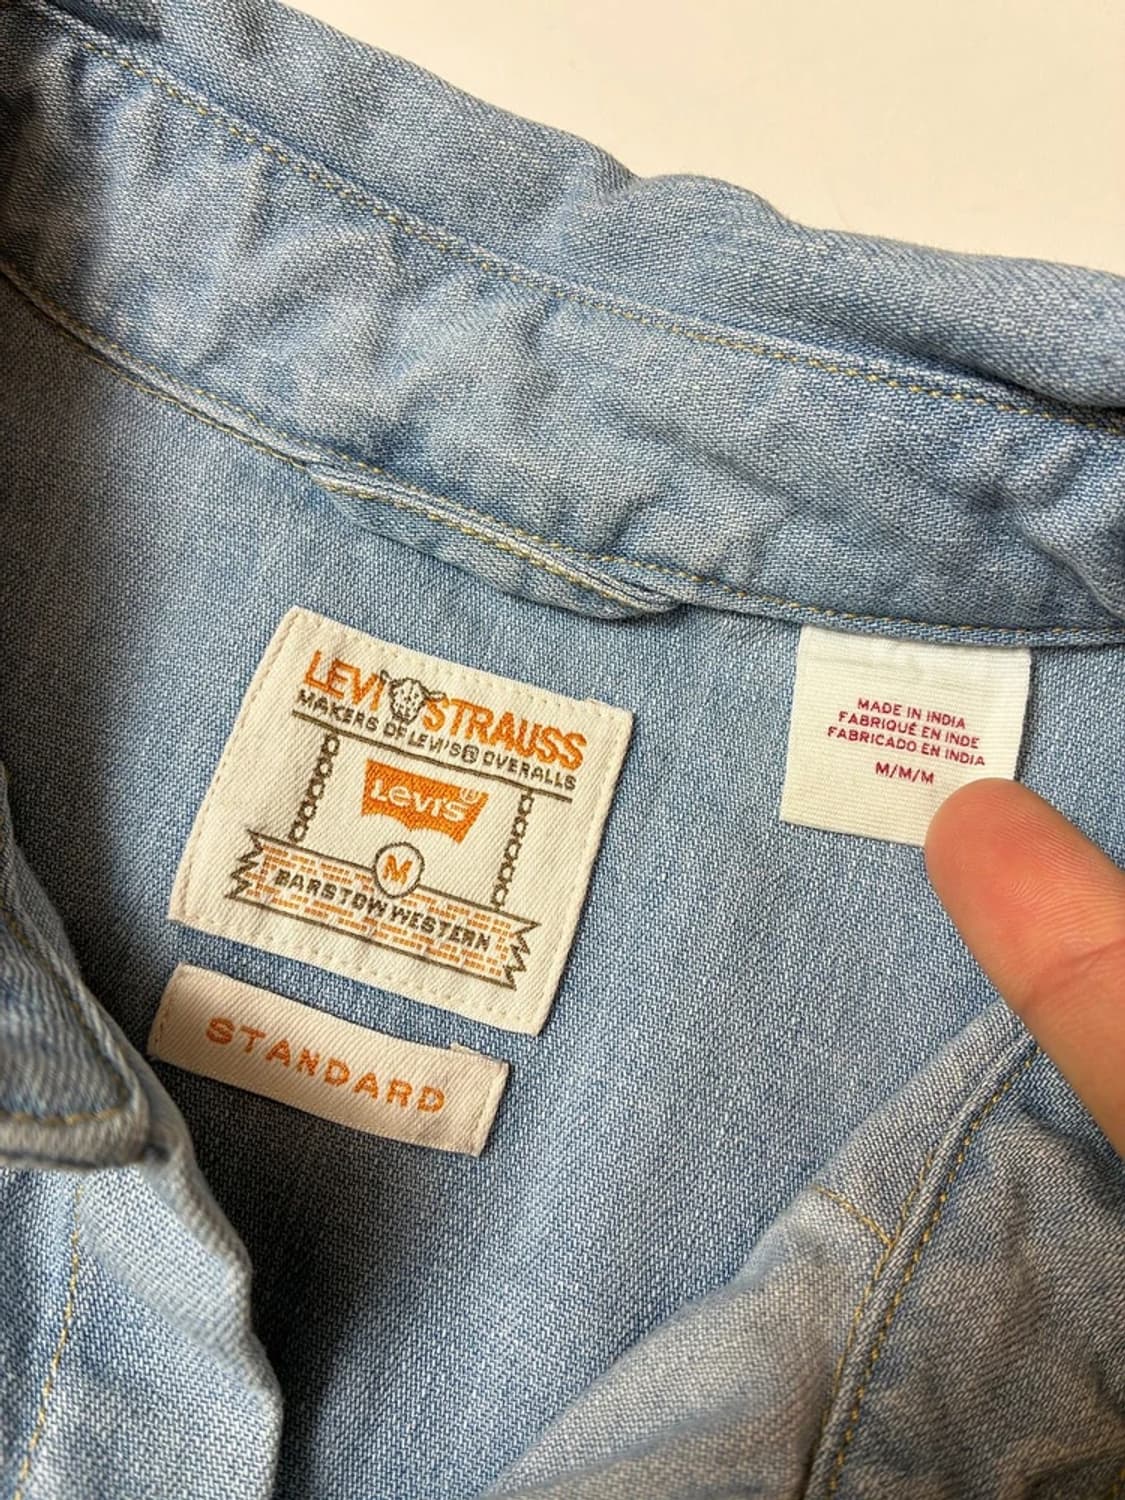 LEVI STRAUSS
MAKERS OF LEVI'S® OVERALLS
Levi's®
M
BARSTOW WESTERN
STANDARD
MADE IN INDIA
FABRIQUÉ EN INDE
FABRICADO EN INDIA
M/M/M